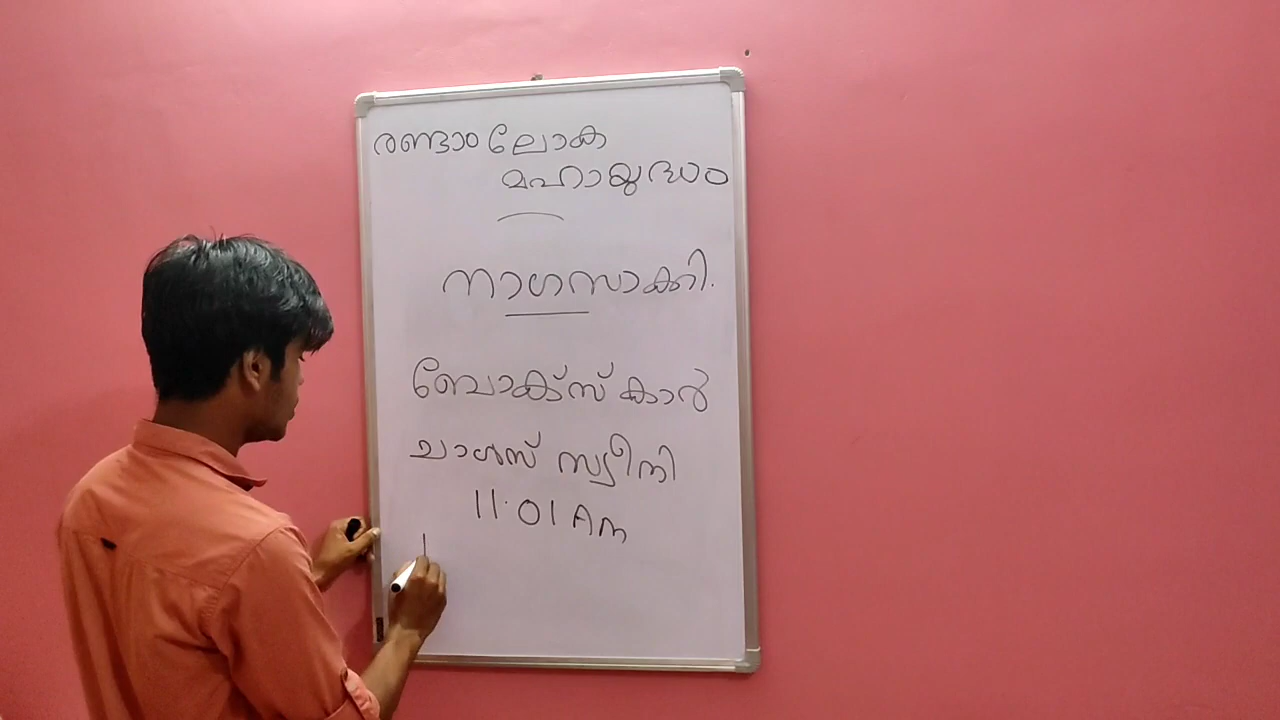 രണ്ടാം ലോക
മഹായുദ്ധം
നാഗസാക്കി.
ബോക്സ് കാർ
ചാൾസ് സ്വീനി
11:01 Am